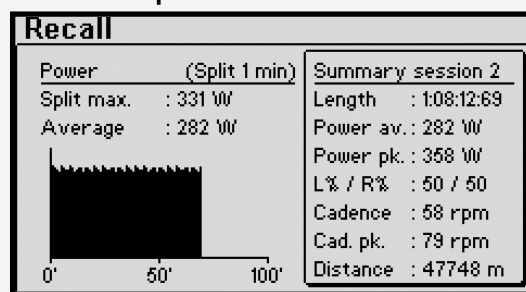 Recall
Power (Split 1 min)
Split max. : 331 W
Average : 282 W
0' 50' 100'
Summary session 2
Length : 1:08:12:69
Power av. : 282 W
Power pk. : 358 W
L% / R% : 50 / 50
Cadence : 58 rpm
Cad. pk. : 79 rpm
Distance : 47748 m